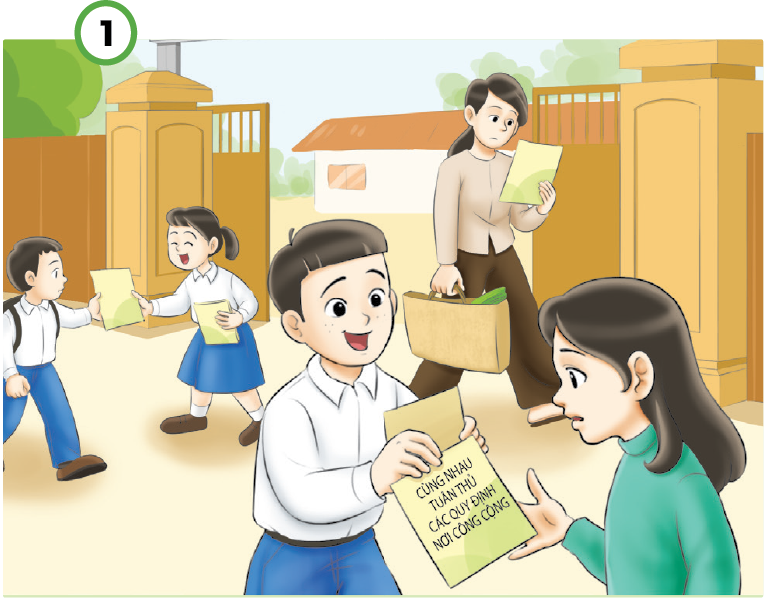 1
CÙNG NHAU
TUÂN THỦ
CÁC QUY ĐỊNH
NƠI CÔNG CỘNG